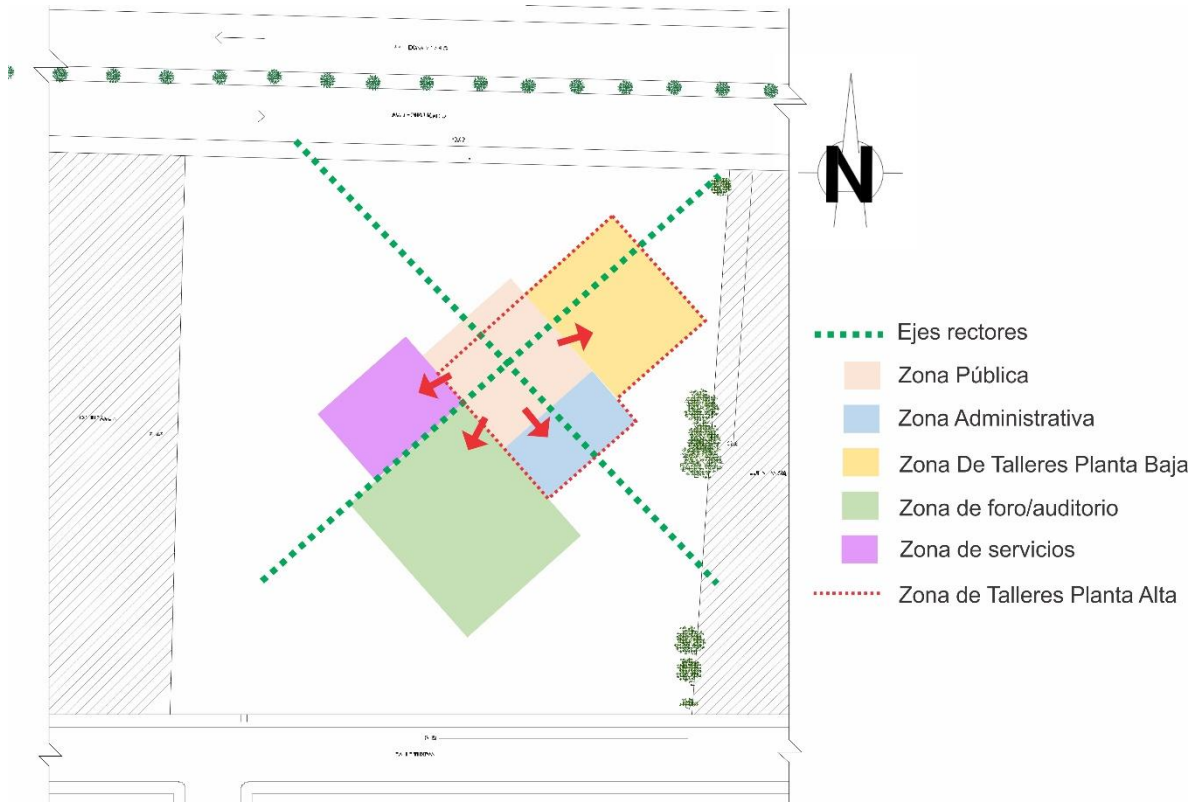 N
Ejes rectores
Zona Pública
Zona Administrativa
Zona De Talleres Planta Baja
Zona de foro/auditorio
Zona de servicios
Zona de Talleres Planta Alta